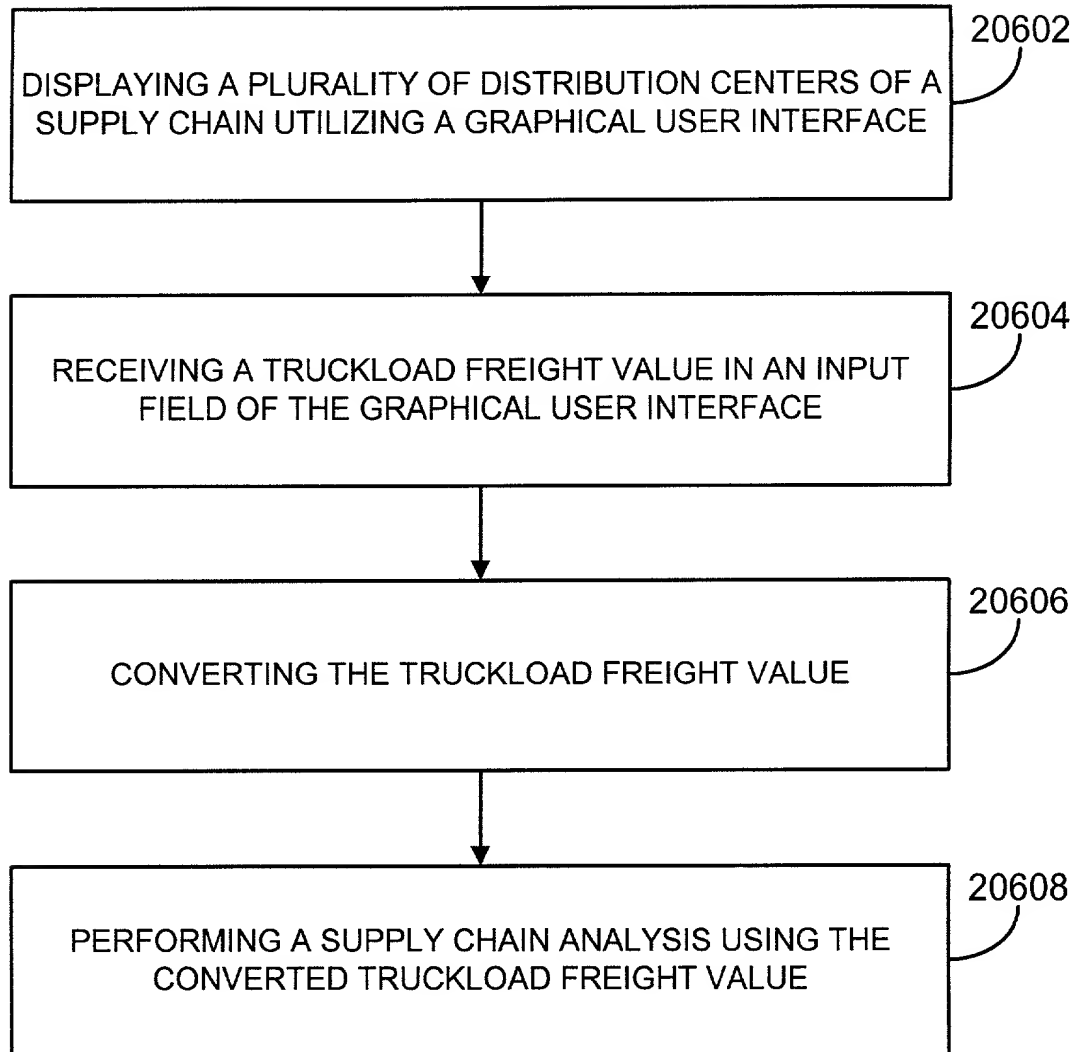 20602
DISPLAYING A PLURALITY OF DISTRIBUTION CENTERS OF A
SUPPLY CHAIN UTILIZING A GRAPHICAL USER INTERFACE
20604
RECEIVING A TRUCKLOAD FREIGHT VALUE IN AN INPUT
FIELD OF THE GRAPHICAL USER INTERFACE
20606
CONVERTING THE TRUCKLOAD FREIGHT VALUE
20608
PERFORMING A SUPPLY CHAIN ANALYSIS USING THE
CONVERTED TRUCKLOAD FREIGHT VALUE